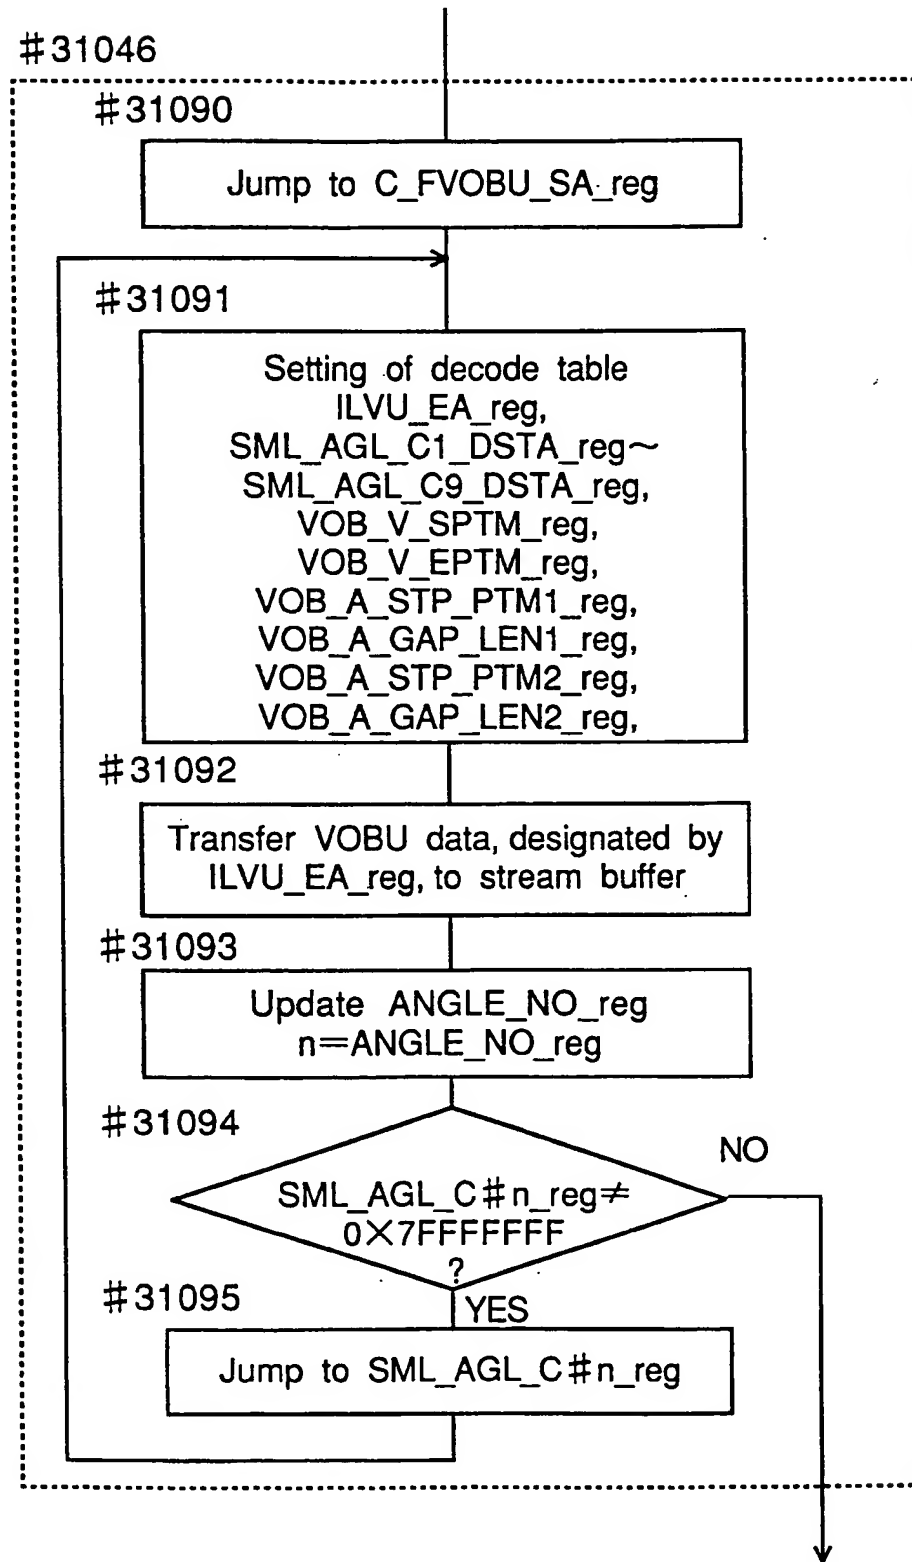 #31046
#31090
Jump to C_FVOBU_SA_reg
#31091
Setting of decode table
ILVU_EA_reg,
SML_AGL_C1_DSTA_reg~
SML_AGL_C9_DSTA_reg,
VOB_V_SPTM_reg,
VOB_V_EPTM_reg,
VOB_A_STP_PTM1_reg,
VOB_A_GAP_LEN1_reg,
VOB_A_STP_PTM2_reg,
VOB_A_GAP_LEN2_reg,
#31092
Transfer VOBU data, designated by
ILVU_EA_reg, to stream buffer
#31093
Update ANGLE_NO_reg
n=ANGLE_NO_reg
#31094
NO
SML_AGL_C#n_reg≠
0X7FFFFFFF
?
#31095
YES
Jump to SML_AGL_C#n_reg